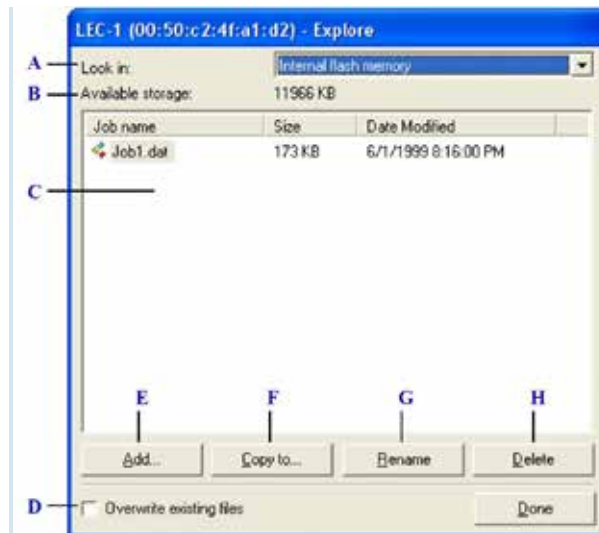 LEC-1 (00:50:c2:4f:a1:d2) - Explore
A Look in: Internal flash memory
B Available storage: 11966 KB
Job name Size Date Modified
Job1.dat 173 KB 6/1/1999 8:16:00 PM
C
E F G H
Add... Copy to... Rename Delete
D Overwrite existing files Done